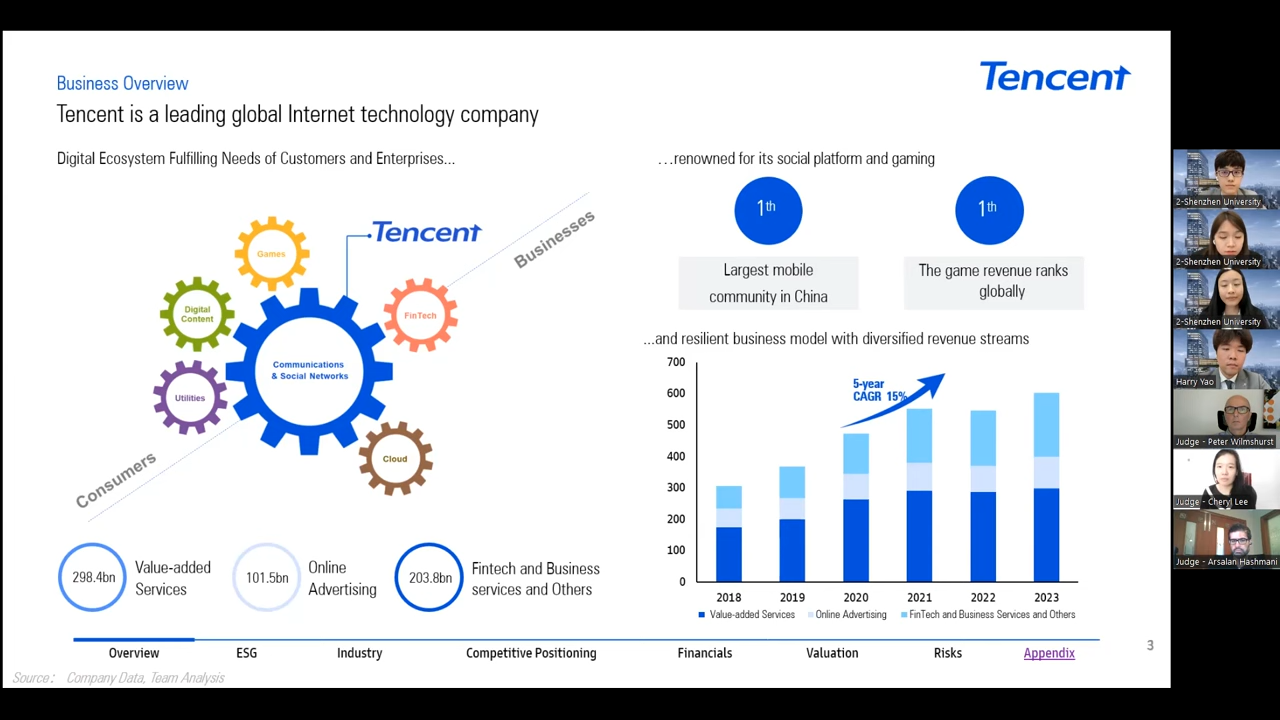 Business Overview
Tencent
Tencent is a leading global Internet technology company
Digital Ecosystem Fulfilling Needs of Customers and Enterprises...
...renowned for its social platform and gaming
1th
1th
Largest mobile
community in China
The game revenue ranks
globally
Tencent
Businesses
Games
Digital
Content
FinTech
Communications
& Social Networks
Utilities
Cloud
Consumers
...and resilient business model with diversified revenue streams
700
600
500
400
300
200
100
0
5-year
CAGR 15%
2018 2019 2020 2021 2022 2023
Value-added Services Online Advertising FinTech and Business Services and Others
298.4bn
Value-added
Services
101.5bn
Online
Advertising
203.8bn
Fintech and Business
services and Others
Overview ESG Industry Competitive Positioning Financials Valuation Risks Appendix
3
Source: Company Data, Team Analysis
2-Shenzhen University
2-Shenzhen University
2-Shenzhen University
Harry Yao
Judge - Peter Wilmshurst
Judge - Cheryl Lee
Judge - Arsalan Hashmani